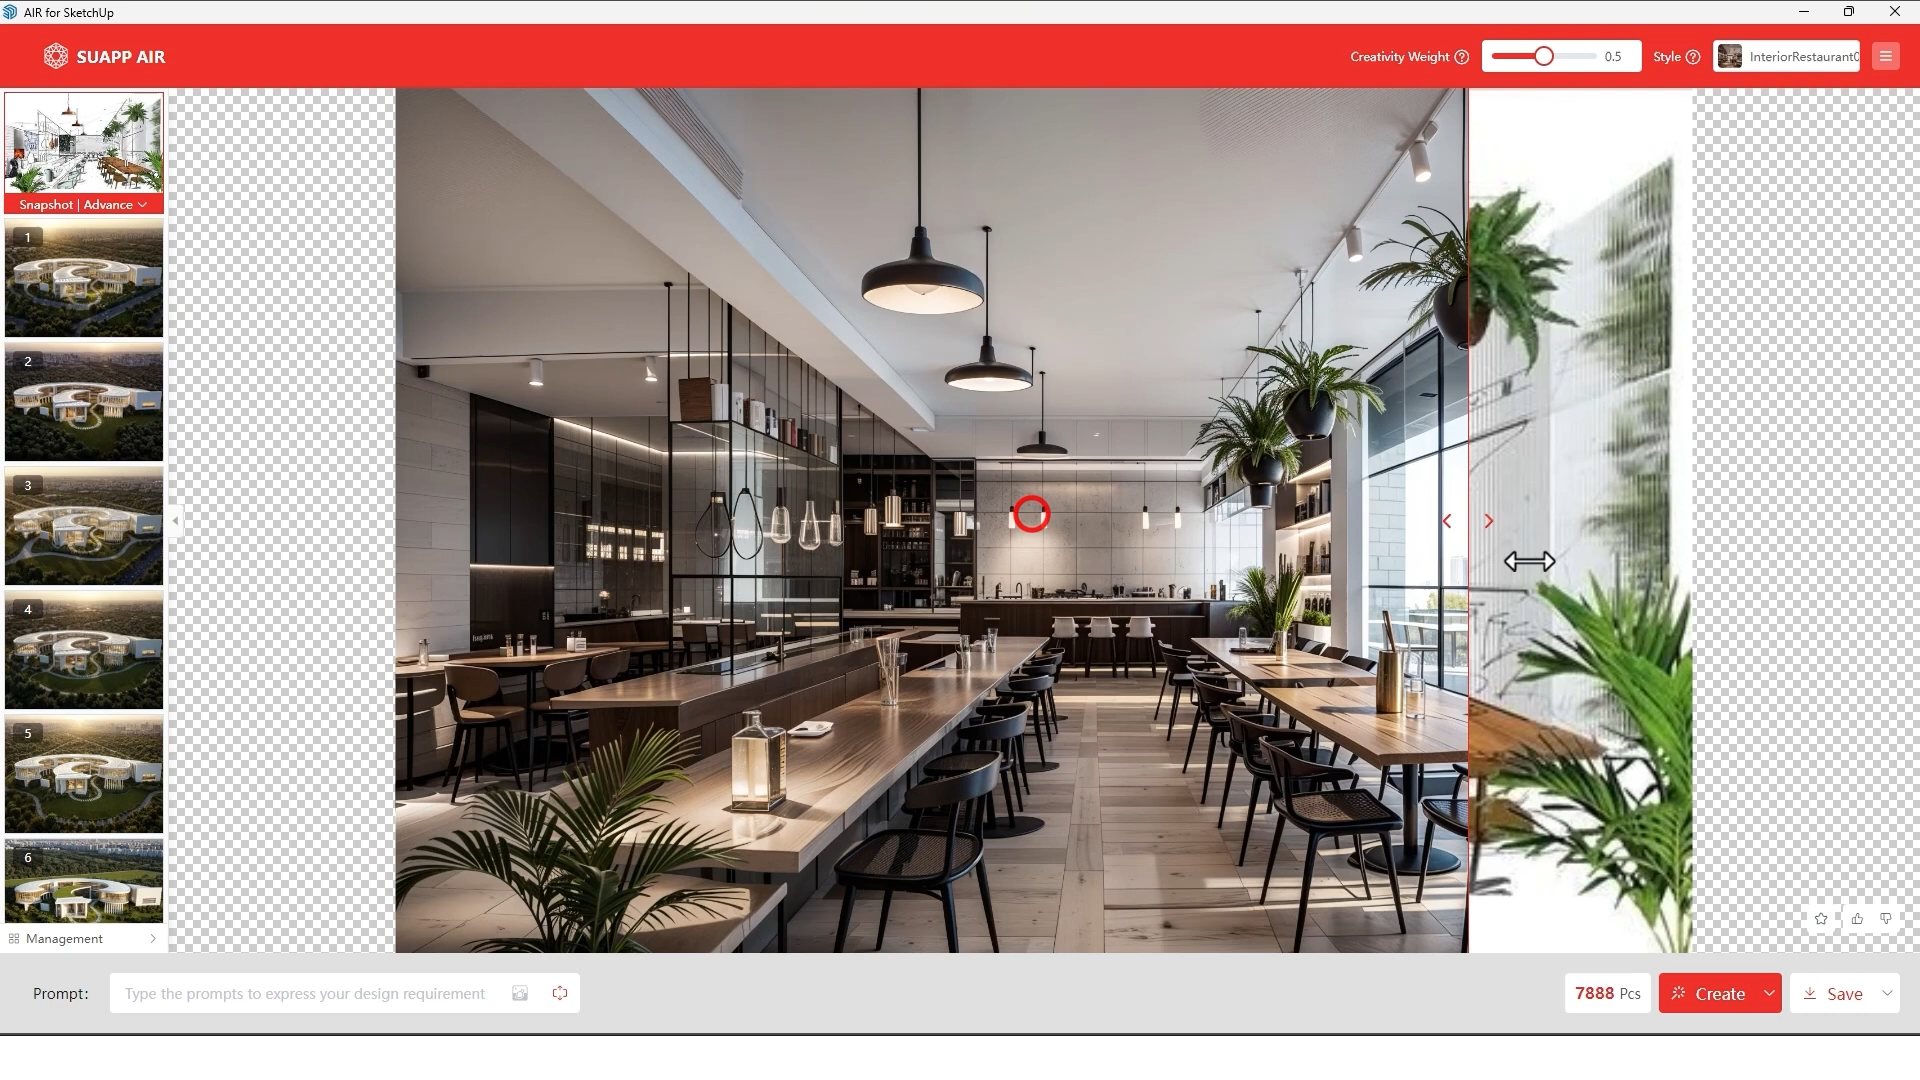 AIR for SketchUp
SUAPP AIR
Creativity Weight
0.5
Style
InteriorRestaurant
Snapshot | Advance
1
2
3
4
5
6
Management
Prompt:
Type the prompts to express your design requirement
7888 Pcs
Create
Save